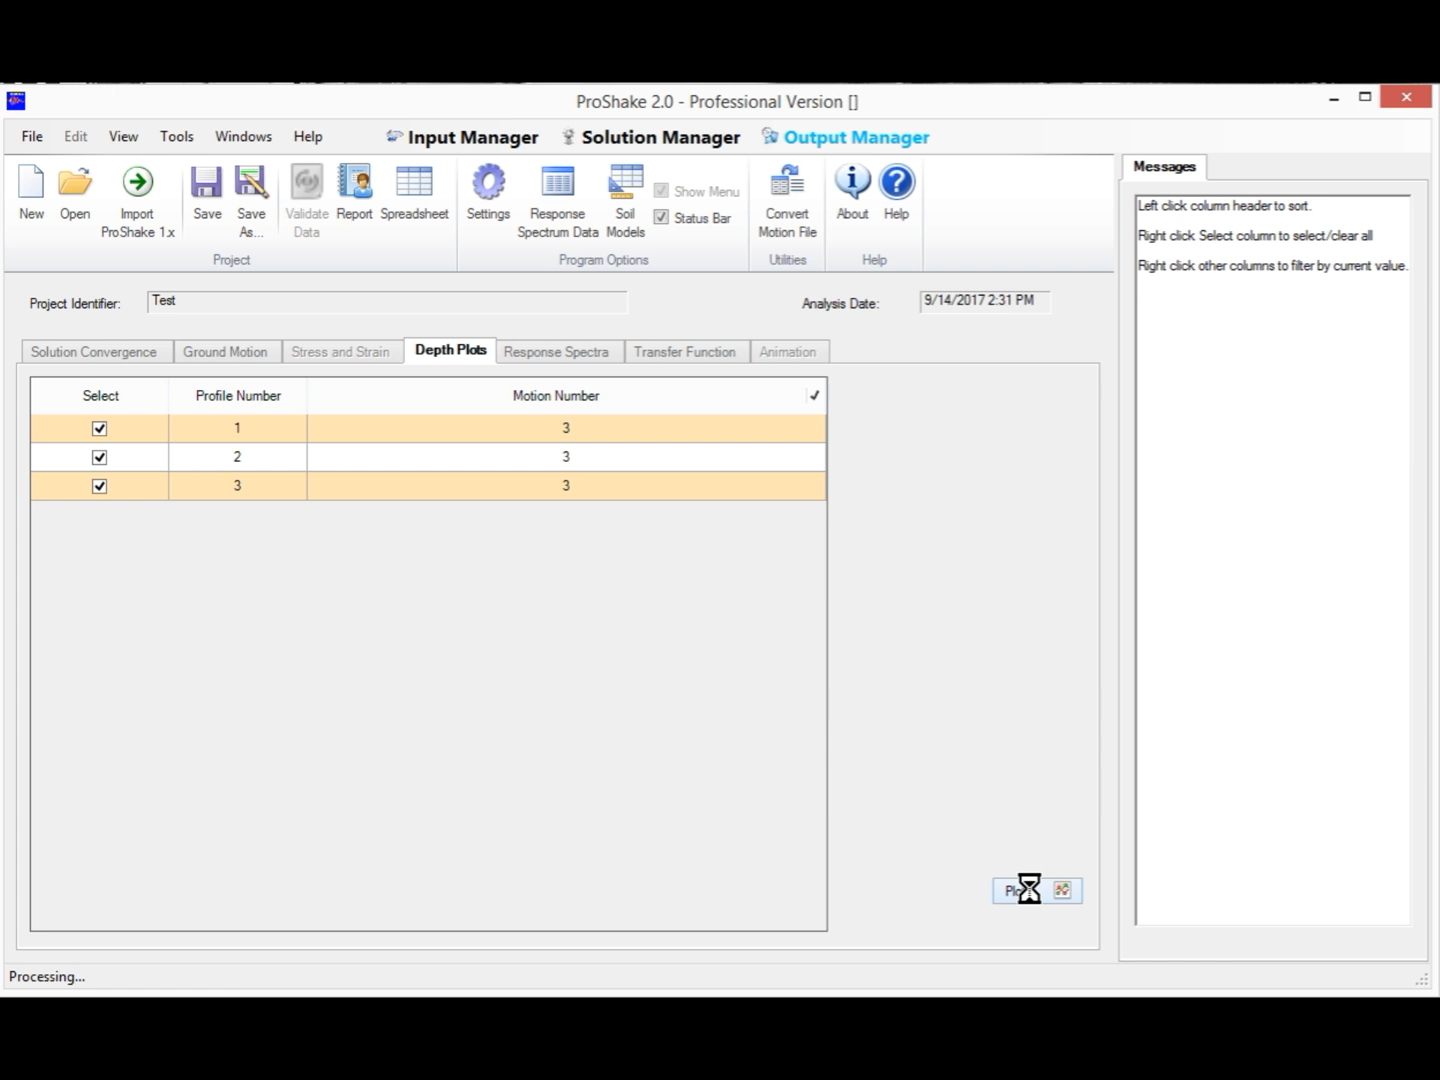 ProShake 2.0 - Professional Version []
File Edit View Tools Windows Help Input Manager Solution Manager Output Manager
New Open Import ProShake 1.x Save Save As... Validate Data Report Spreadsheet Settings Response Spectrum Data Soil Models Show Menu Status Bar Convert Motion File About Help
Project Program Options Utilities Help
Project Identifier: Test Analysis Date: 9/14/2017 2:31 PM
Solution Convergence Ground Motion Stress and Strain Depth Plots Response Spectra Transfer Function Animation
Select Profile Number Motion Number
1 3
2 3
3 3
Messages
Left click column header to sort.
Right click Select column to select/clear all
Right click other columns to filter by current value.
Processing...